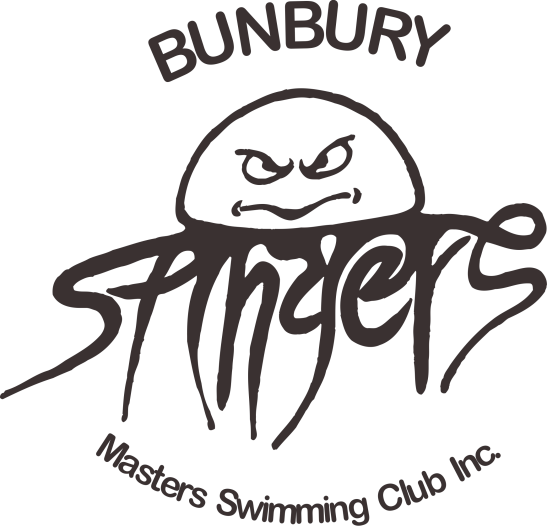 BUNBURY
stingers
Masters Swimming Club Inc.